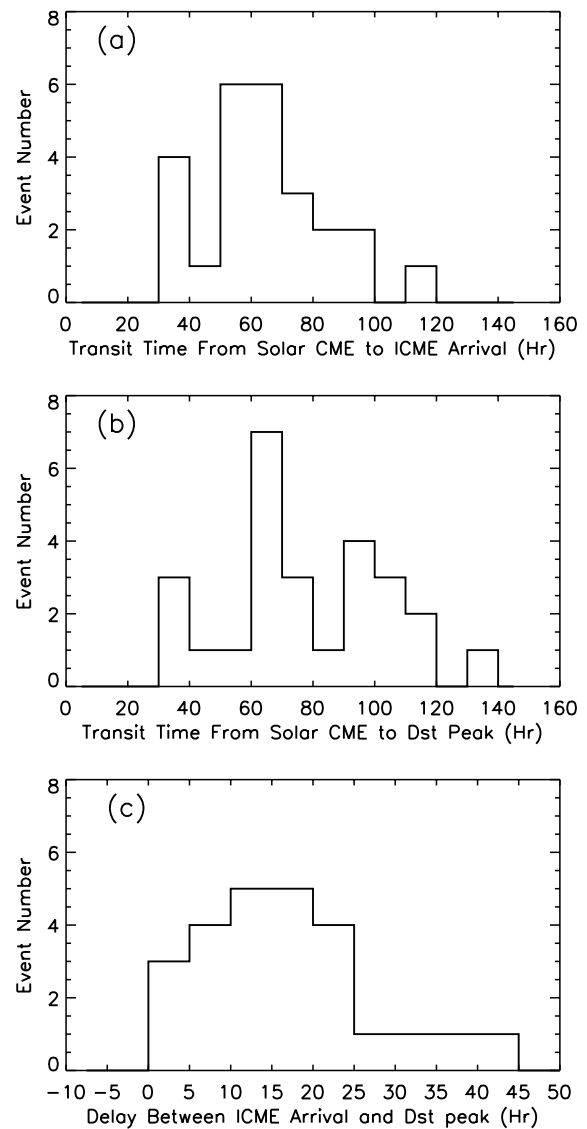 8
(a)
6
Event Number
4
2
0
0 20 40 60 80 100 120 140 160
Transit Time From Solar CME to ICME Arrival (Hr)
8
(b)
6
Event Number
4
2
0
0 20 40 60 80 100 120 140 160
Transit Time From Solar CME to Dst Peak (Hr)
8
(c)
6
Event Number
4
2
0
−10 −5 0 5 10 15 20 25 30 35 40 45 50
Delay Between ICME Arrival and Dst peak (Hr)